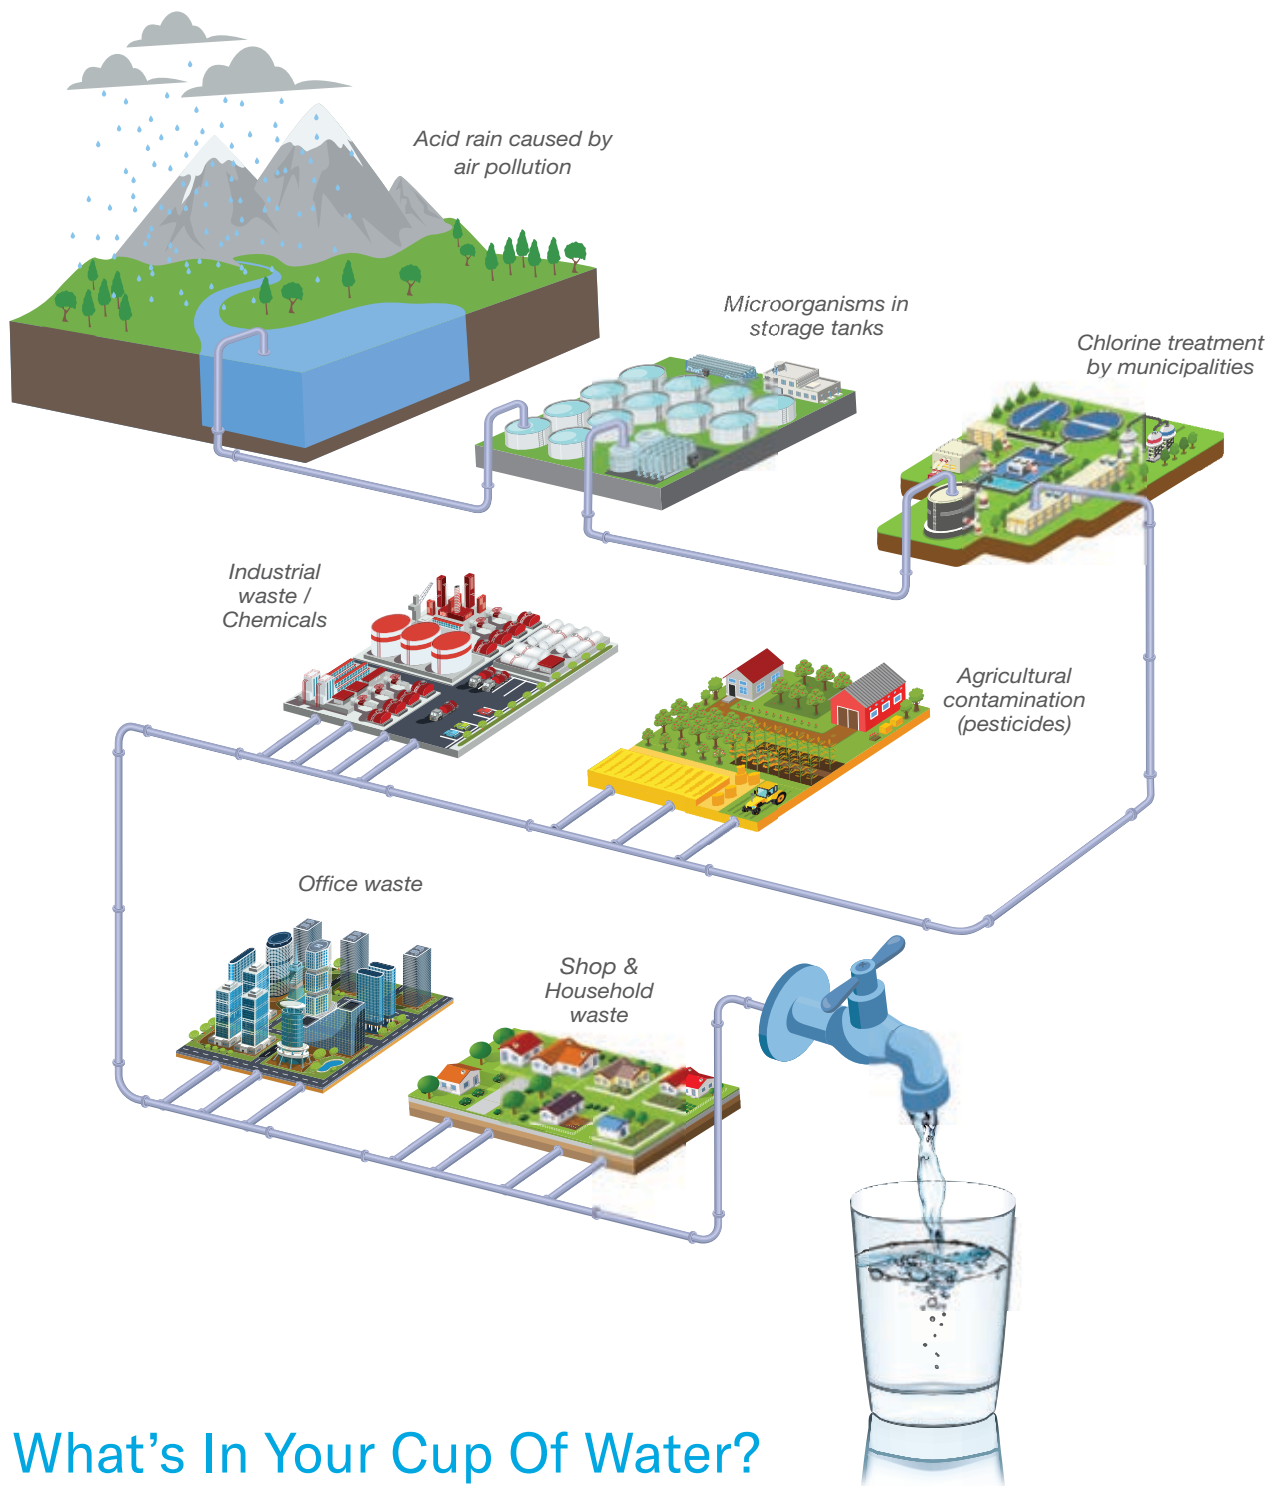 Acid rain caused by
air pollution
Microorganisms in
storage tanks
Chlorine treatment
by municipalities
Industrial
waste /
Chemicals
Agricultural
contamination
(pesticides)
Office waste
Shop &
Household
waste
What's In Your Cup Of Water?